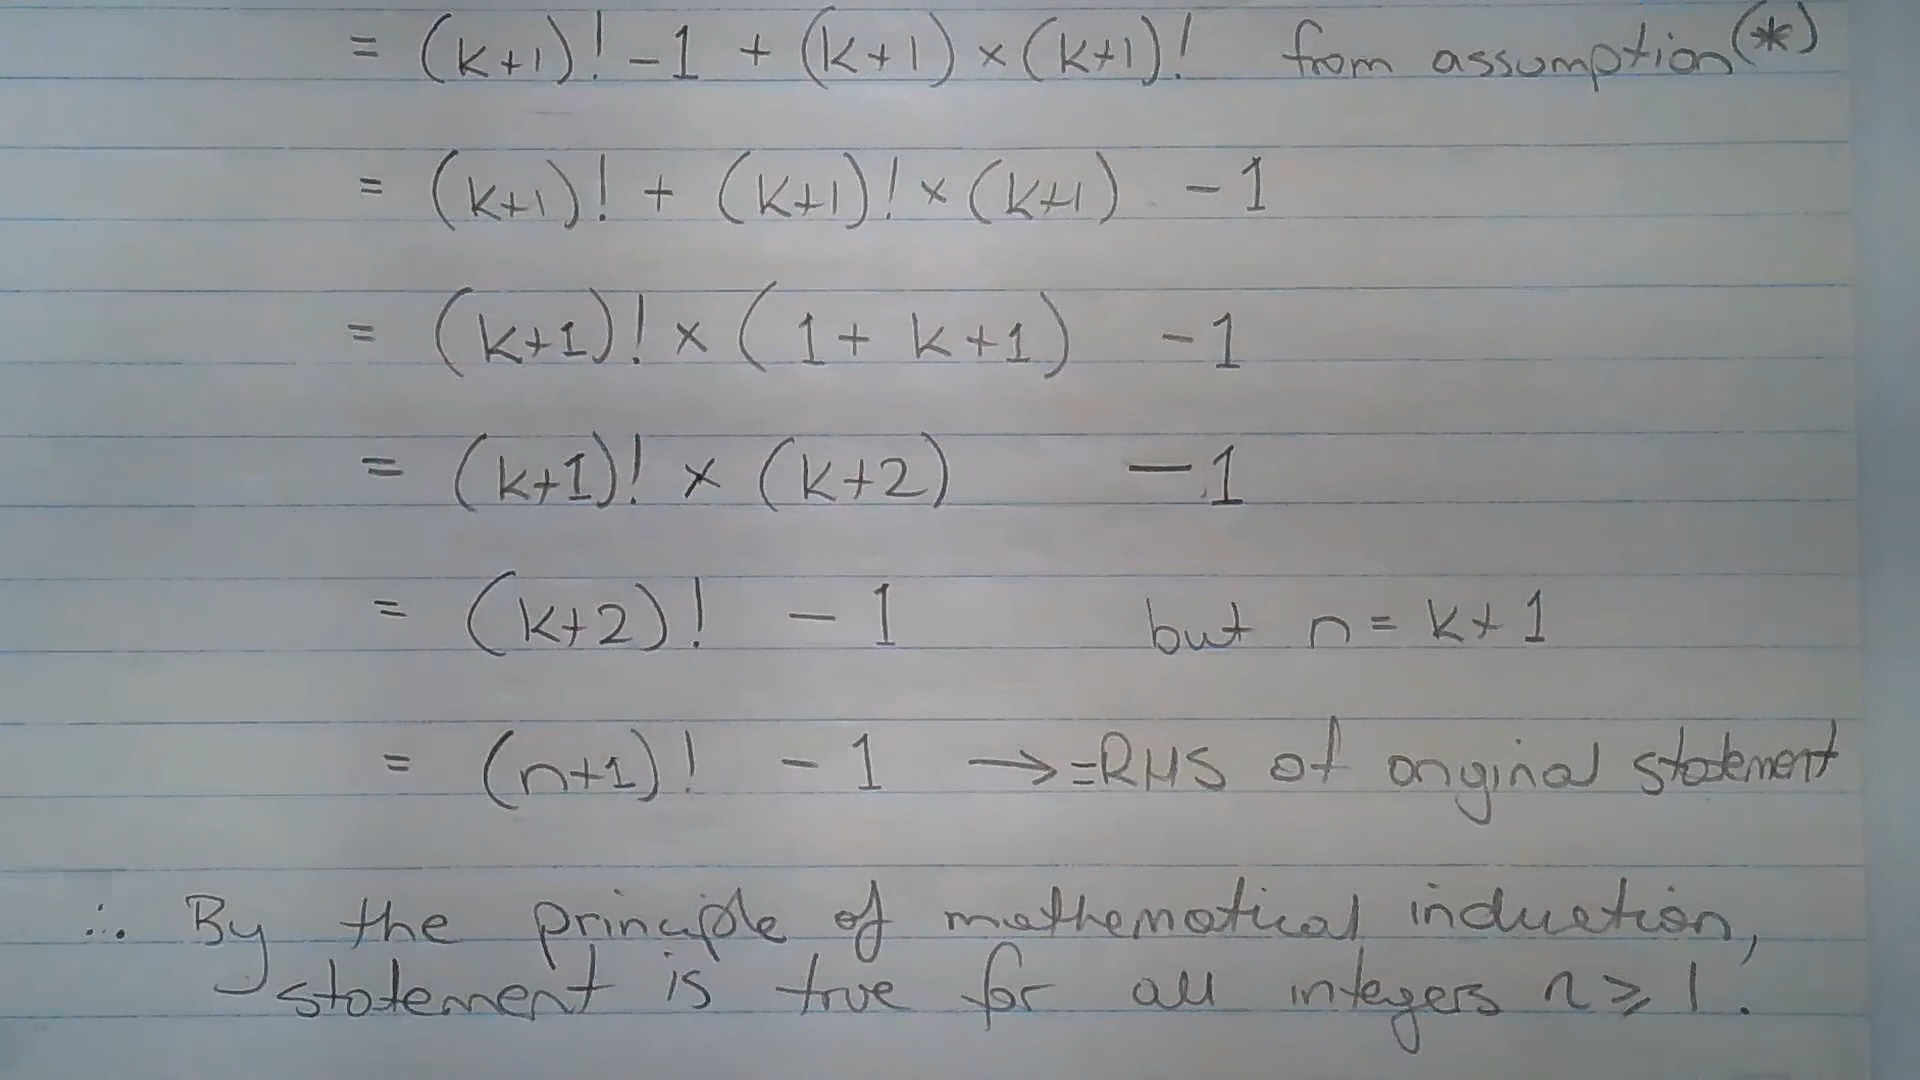 = (k+1)! -1 + (k+1) × (k+1)! from assumption (*)
= (k+1)! + (k+1)! × (k+1) - 1
= (k+1)! × (1 + k + 1) - 1
= (k+1)! × (k+2) - 1
= (k+2)! - 1 but n = k + 1
= (n+1)! - 1 → = RHS of original statement
∴ By the principle of mathematical induction,
statement is true for all integers n ⩾ 1.